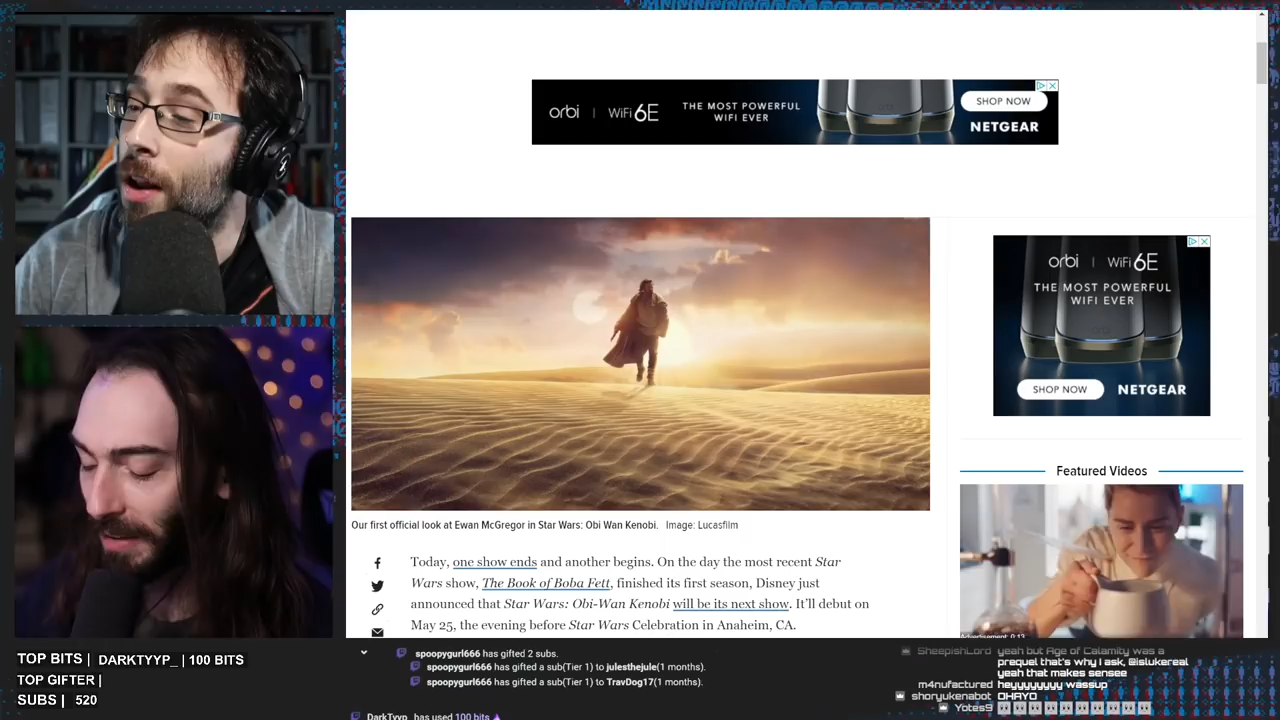 orbi | WiFi 6E
THE MOST POWERFUL
WIFI EVER
SHOP NOW
NETGEAR
orbi | WiFi 6E
THE MOST POWERFUL
WIFI EVER
SHOP NOW
NETGEAR
Featured Videos
Advertisement: 0:13
Our first official look at Ewan McGregor in Star Wars: Obi Wan Kenobi. Image: Lucasfilm
Today, one show ends and another begins. On the day the most recent Star
Wars show, The Book of Boba Fett, finished its first season, Disney just
announced that Star Wars: Obi-Wan Kenobi will be its next show. It'll debut on
May 25, the evening before Star Wars Celebration in Anaheim, CA.
TOP BITS | DARKTYYP_ | 100 BITS
TOP GIFTER |
SUBS | 520
spoopygurl666 has gifted 2 subs.
spoopygurl666 has gifted a sub(Tier 1) to julesthejule(1 months).
spoopygurl666 has gifted a sub(Tier 1) to TravDog17(1 months).
DarkTyyp_ has used 100 bits
SheepishLord yeah but Age of Calamity was a
prequel that's why I ask, @islukereal
yeah that makes sensee
m4nufactured heyyyyyyyy wassup
shoryukenabot OHAYO
Yotes9